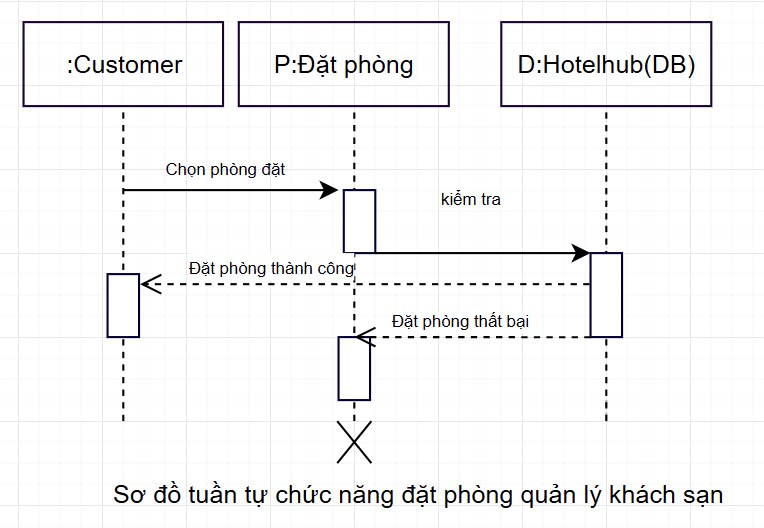 :Customer
P:Đặt phòng
D:Hotelhub(DB)
Chọn phòng đặt
kiểm tra
Đặt phòng thành công
Đặt phòng thất bại
Sơ đồ tuần tự chức năng đặt phòng quản lý khách sạn